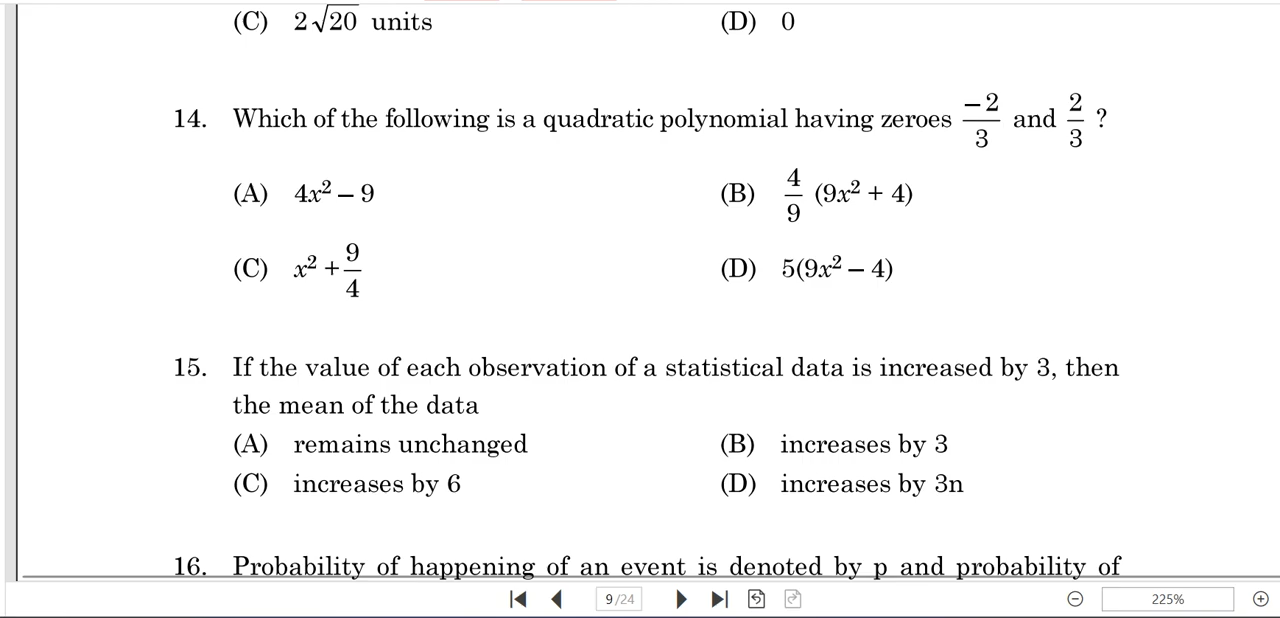 (C) 2√20 units (D) 0
14. Which of the following is a quadratic polynomial having zeroes −2/3 and 2/3 ?
(A) 4x² – 9 (B) 4/9 (9x² + 4)
(C) x² + 9/4 (D) 5(9x² – 4)
15. If the value of each observation of a statistical data is increased by 3, then
the mean of the data
(A) remains unchanged (B) increases by 3
(C) increases by 6 (D) increases by 3n
16. Probability of happening of an event is denoted by p and probability of
9/24 225%